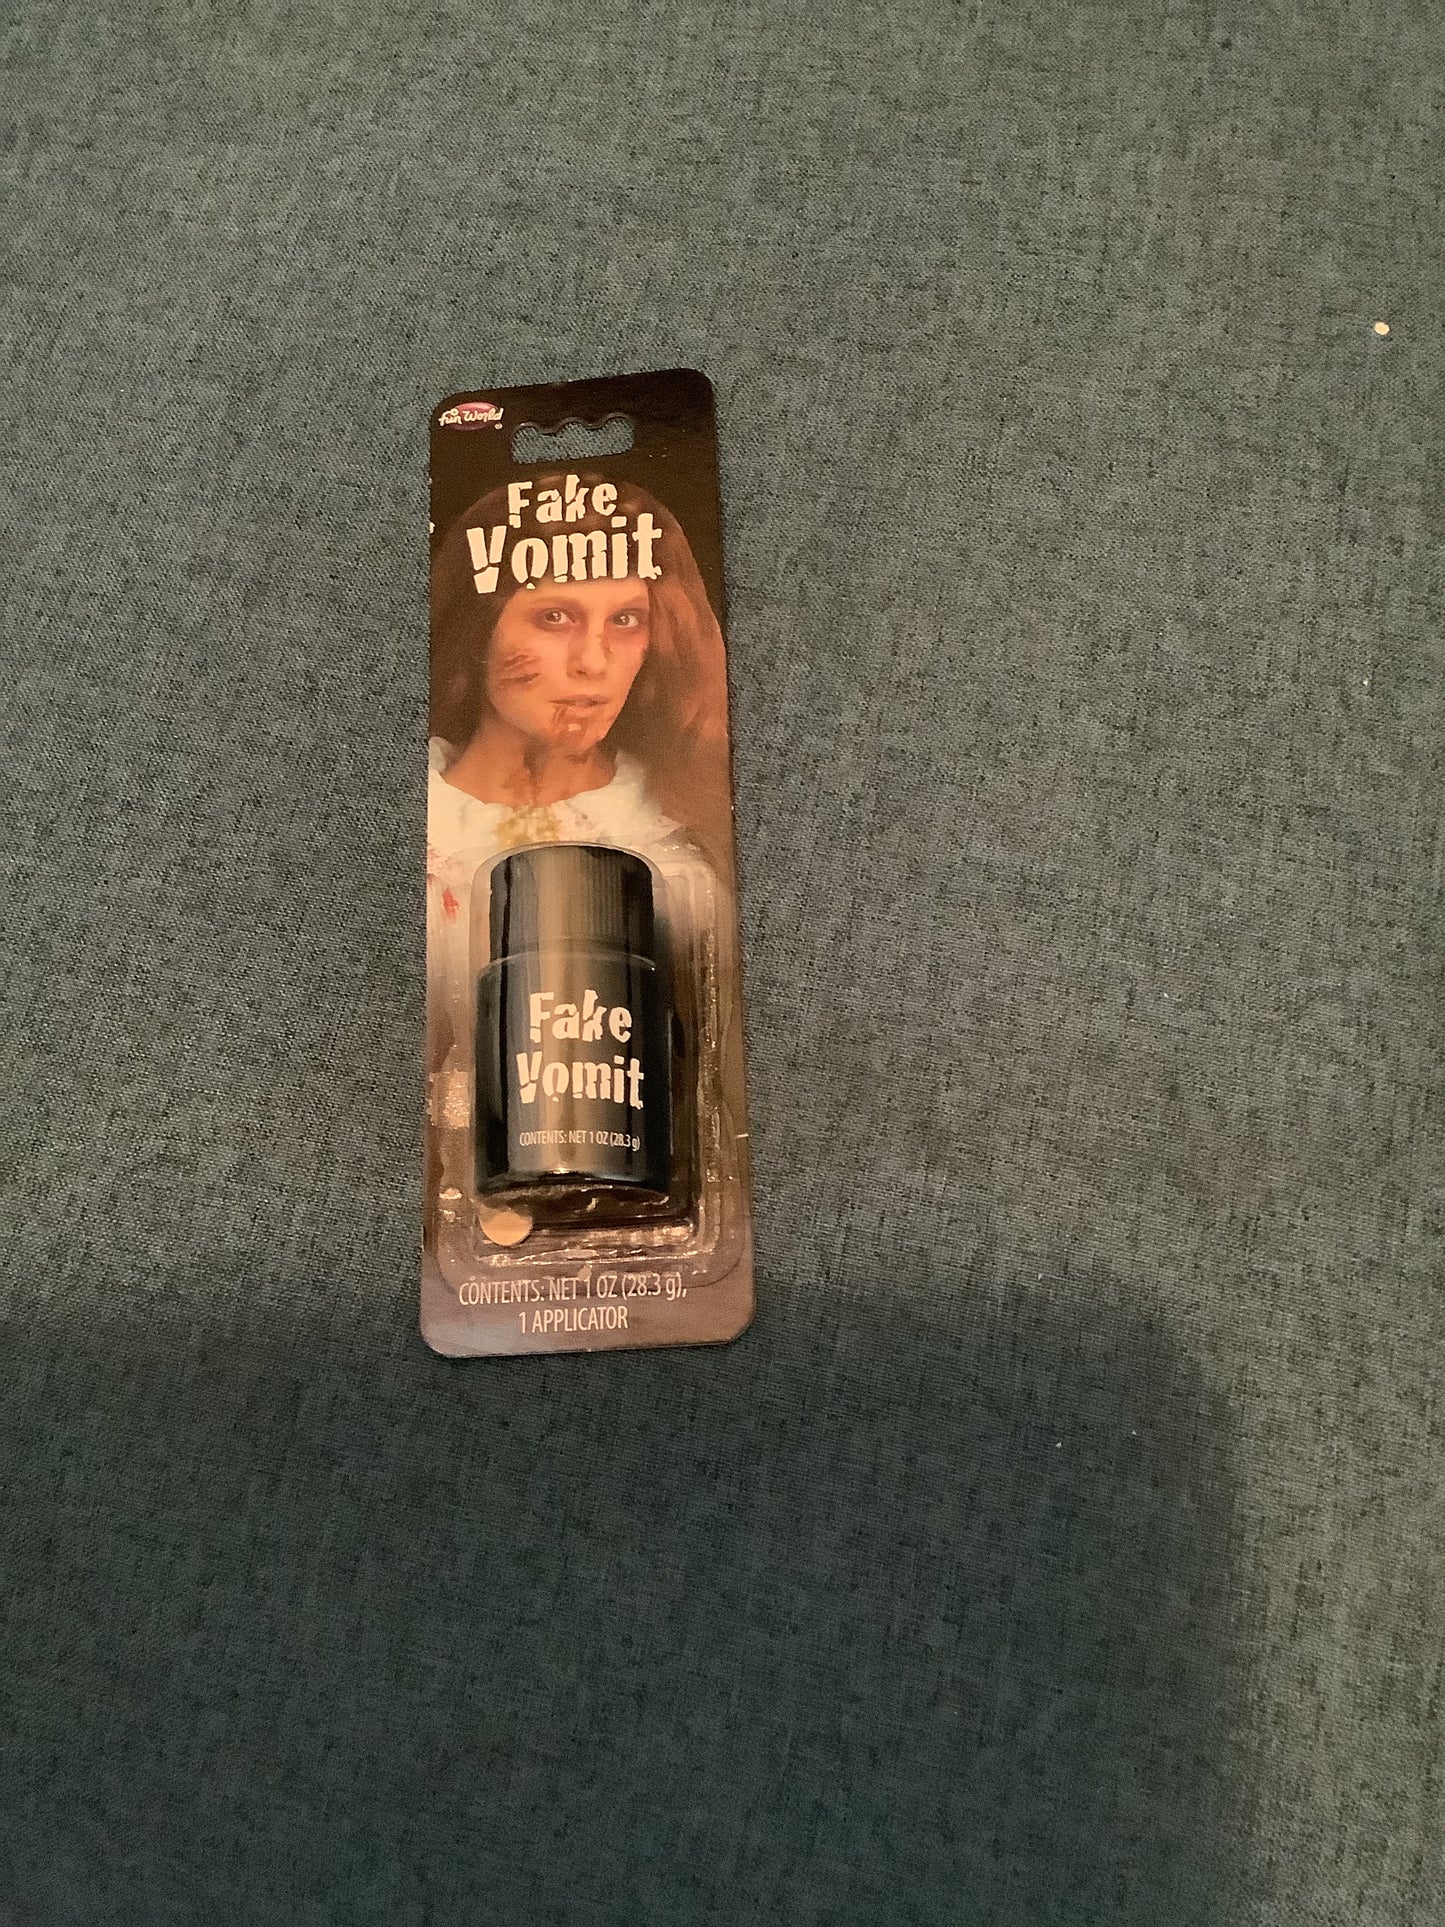 fun World
Fake
Vomit
Fake
Vomit
CONTENTS: NET 1 OZ (28.3 g)
CONTENTS: NET 1 OZ (28.3 g),
1 APPLICATOR